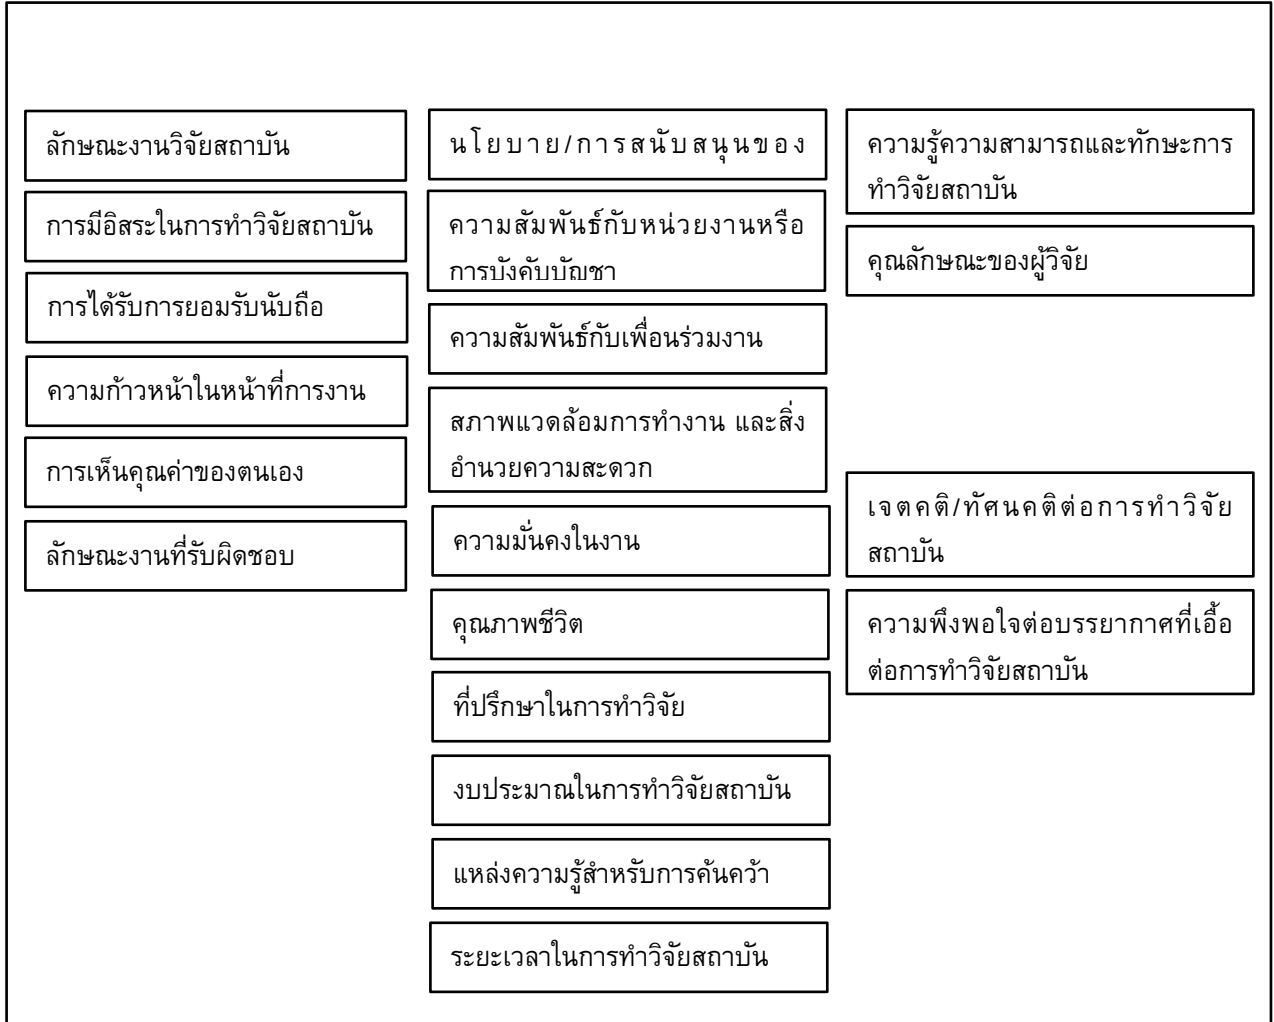 ลักษณะงานวิจัยสถาบัน
การมีอิสระในการทำวิจัยสถาบัน
การได้รับการยอมรับนับถือ
ความก้าวหน้าในหน้าที่การงาน
การเห็นคุณค่าของตนเอง
ลักษณะงานที่รับผิดชอบ
นโยบาย/การสนับสนุนของ
ความสัมพันธ์กับหน่วยงานหรือ
การบังคับบัญชา
ความสัมพันธ์กับเพื่อนร่วมงาน
สภาพแวดล้อมการทำงาน และสิ่ง
อำนวยความสะดวก
ความมั่นคงในงาน
คุณภาพชีวิต
ที่ปรึกษาในการทำวิจัย
งบประมาณในการทำวิจัยสถาบัน
แหล่งความรู้สำหรับการค้นคว้า
ระยะเวลาในการทำวิจัยสถาบัน
ความรู้ความสามารถและทักษะการ
ทำวิจัยสถาบัน
คุณลักษณะของผู้วิจัย
เจตคติ/ทัศนคติต่อการทำวิจัย
สถาบัน
ความพึงพอใจต่อบรรยากาศที่เอื้อ
ต่อการทำวิจัยสถาบัน